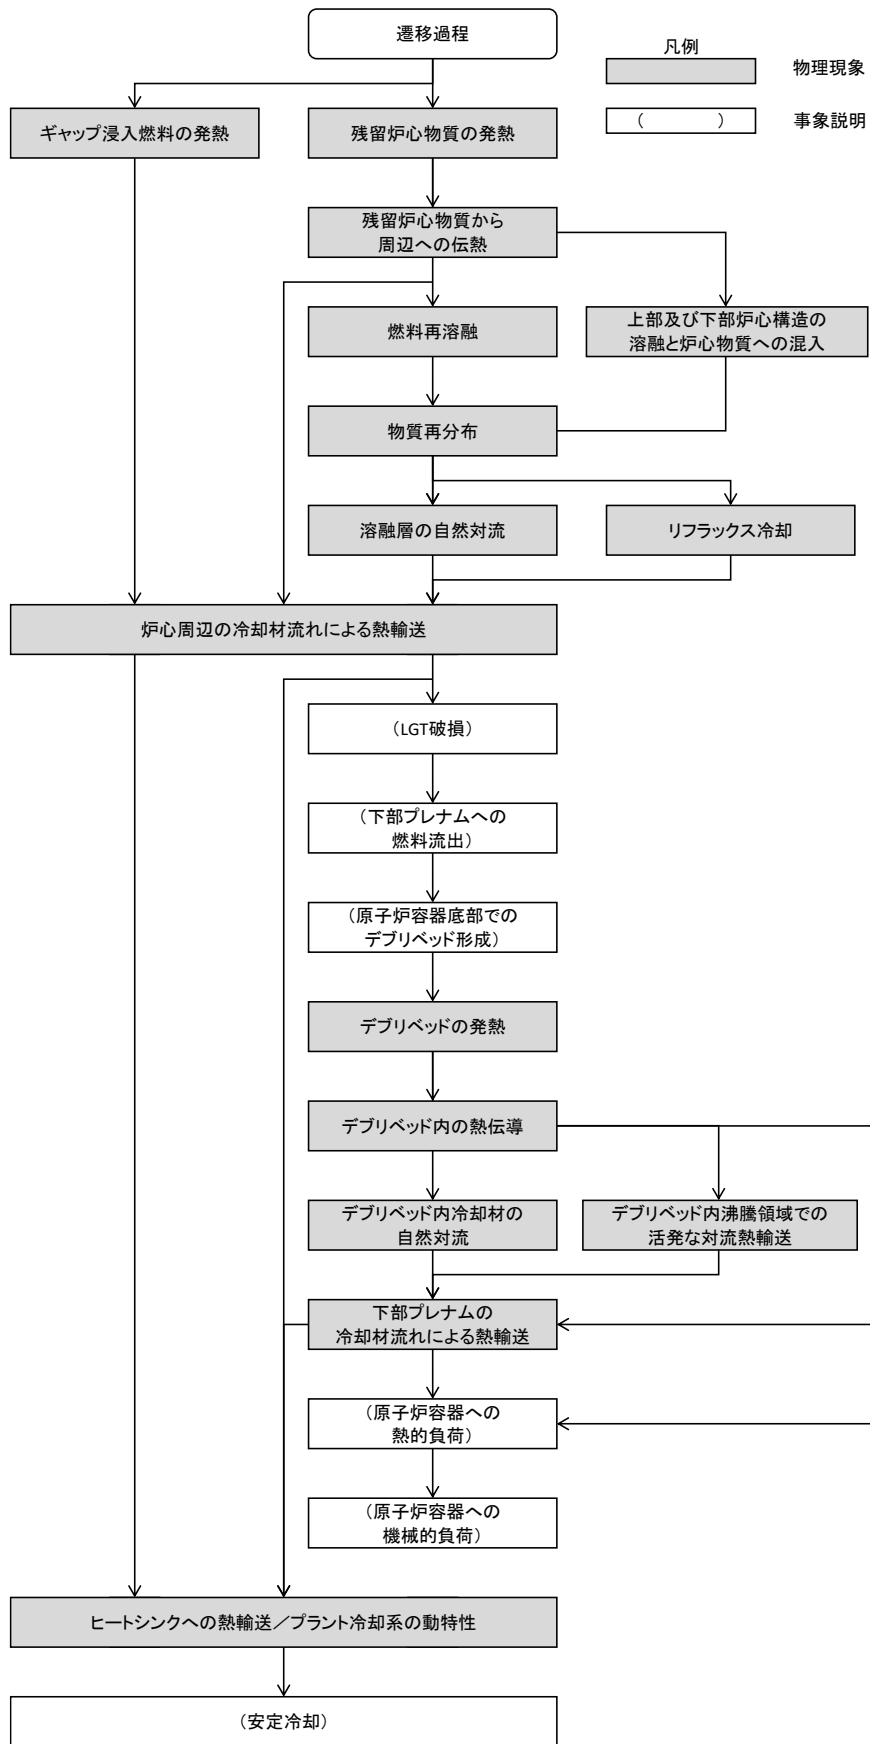 遷移過程
凡例
物理現象
(　　　　)
事象説明
ギャップ浸入燃料の発熱
残留炉心物質の発熱
残留炉心物質から
周辺への伝熱
燃料再溶融
上部及び下部炉心構造の
溶融と炉心物質への混入
物質再分布
溶融層の自然対流
リフラックス冷却
炉心周辺の冷却材流れによる熱輸送
(LGT破損)
(下部プレナムへの
燃料流出)
(原子炉容器底部での
デブリベッド形成)
デブリベッドの発熱
デブリベッド内の熱伝導
デブリベッド内冷却材の
自然対流
デブリベッド内沸騰領域での
活発な対流熱輸送
下部プレナムの
冷却材流れによる熱輸送
(原子炉容器への
熱的負荷)
(原子炉容器への
機械的負荷)
ヒートシンクへの熱輸送／プラント冷却系の動特性
(安定冷却)